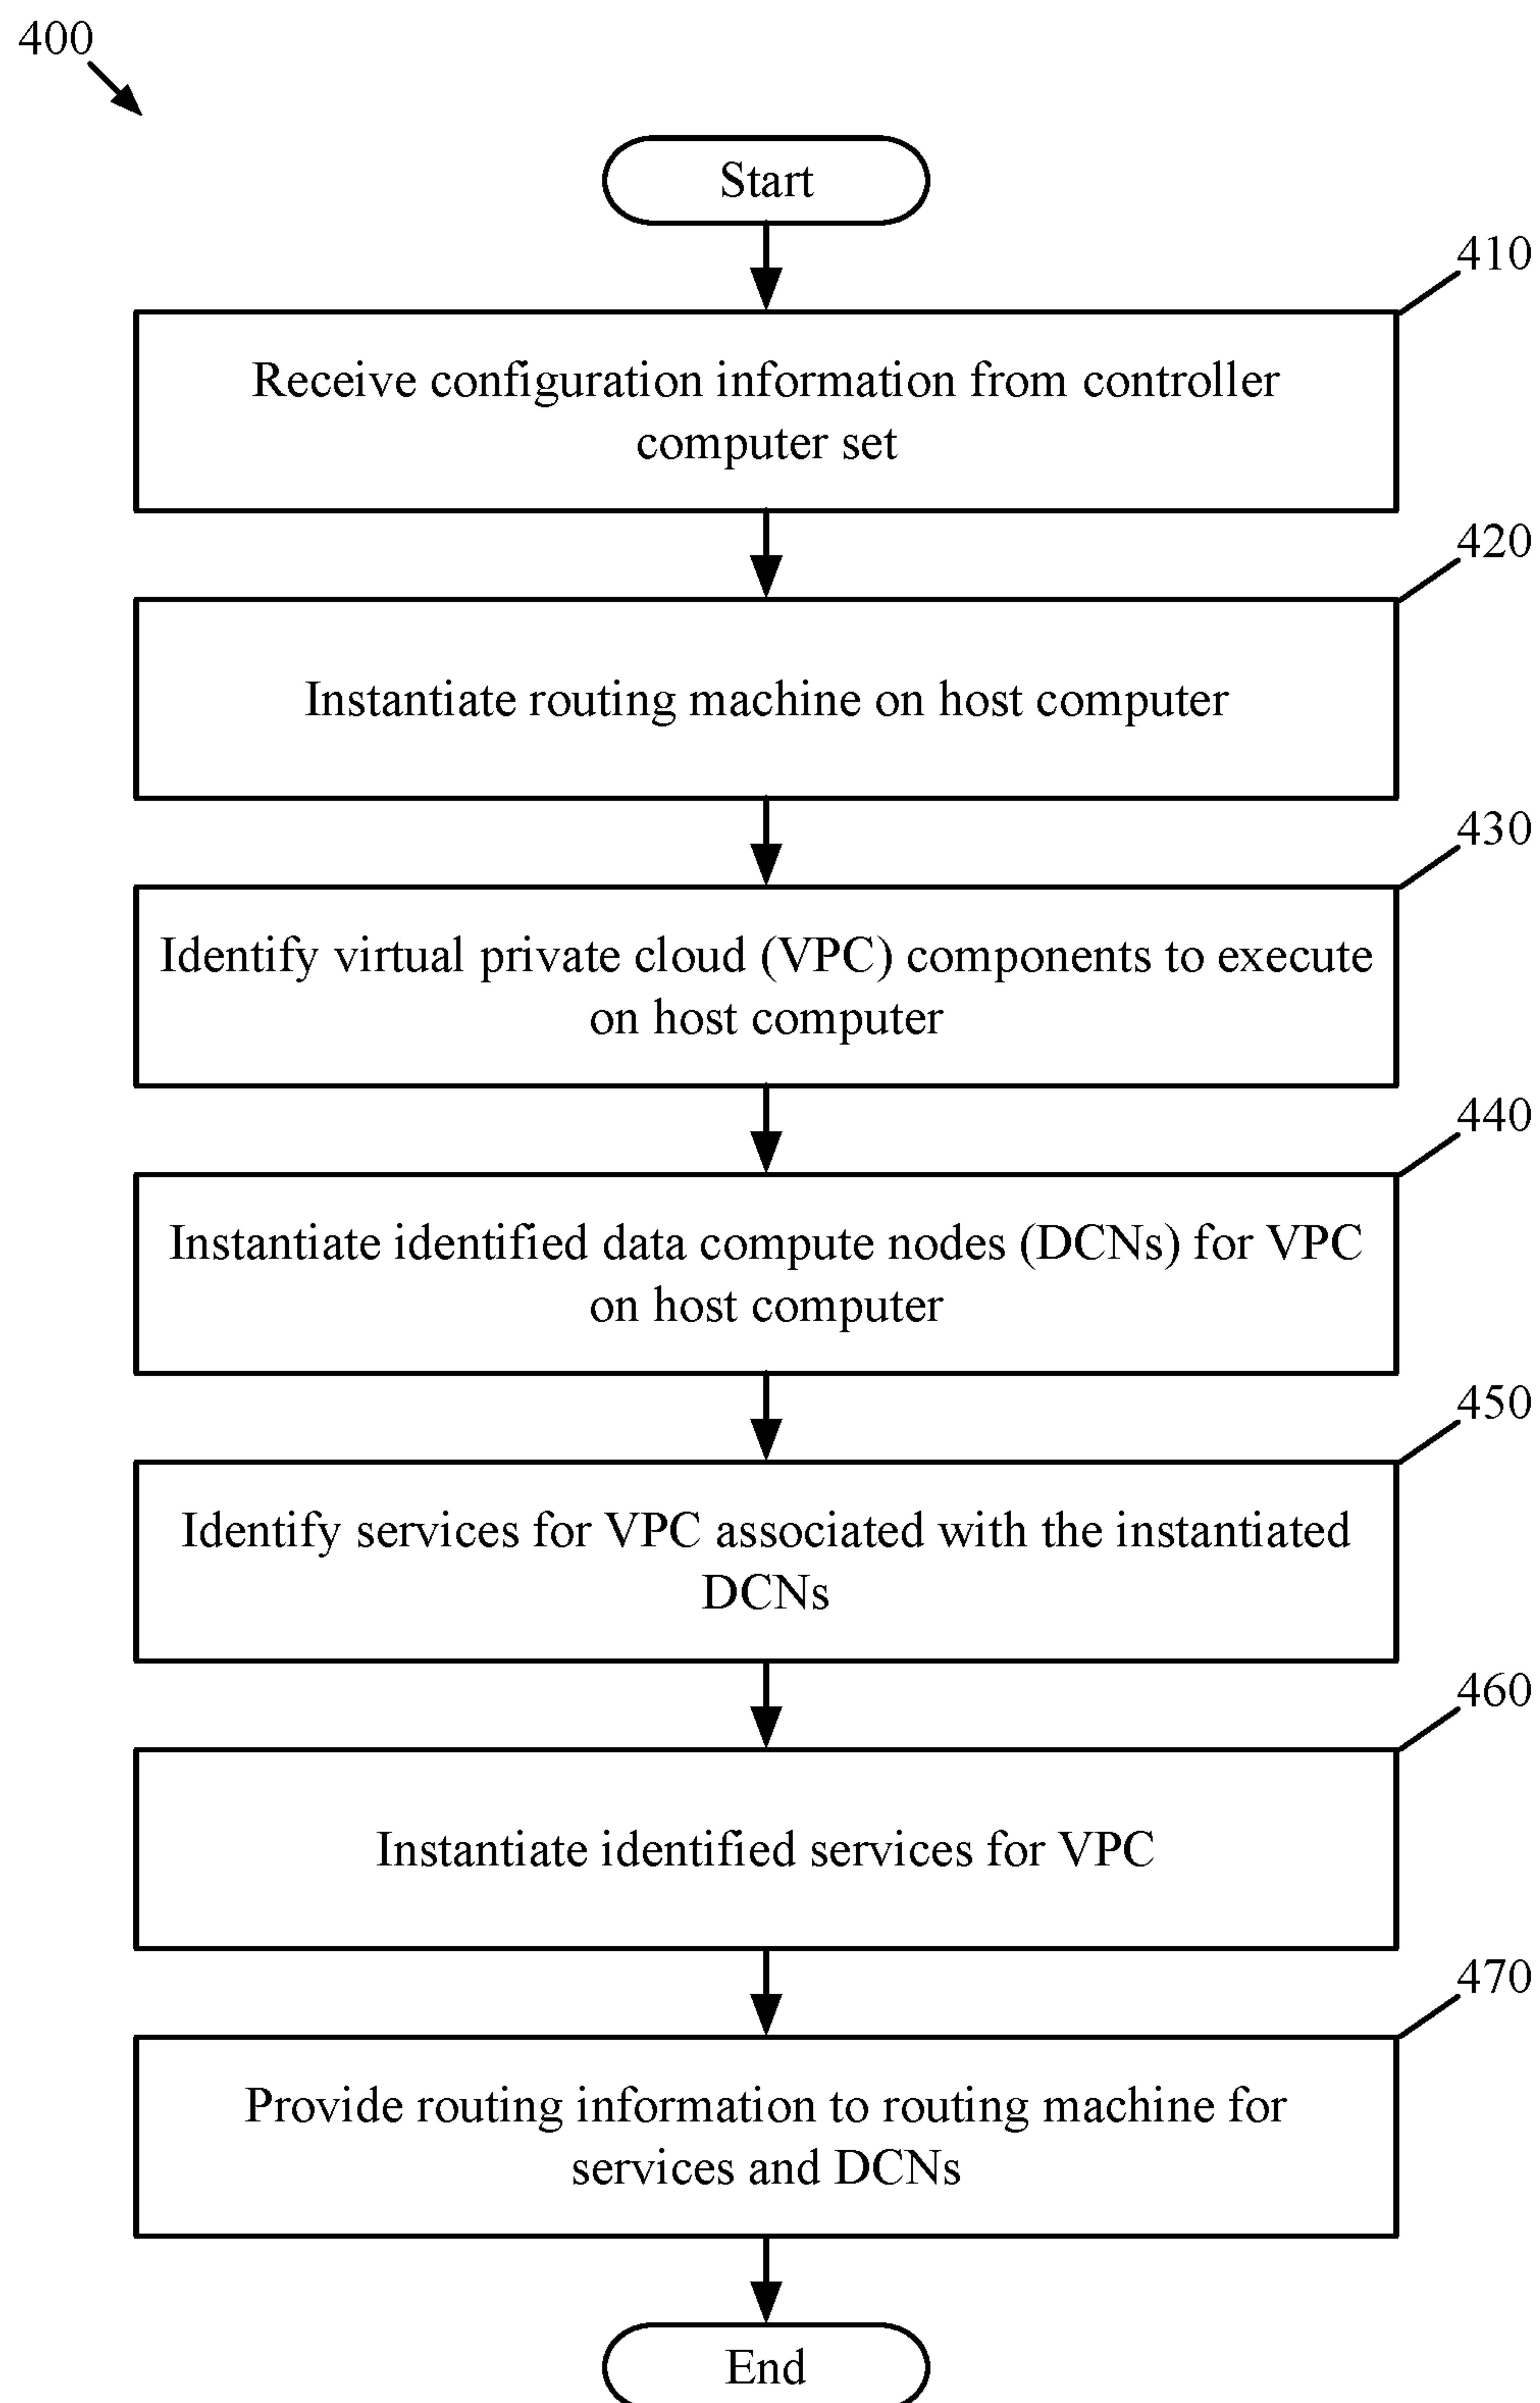 400
Start
410
Receive configuration information from controller
computer set
420
Instantiate routing machine on host computer
430
Identify virtual private cloud (VPC) components to execute
on host computer
440
Instantiate identified data compute nodes (DCNs) for VPC
on host computer
450
Identify services for VPC associated with the instantiated
DCNs
460
Instantiate identified services for VPC
470
Provide routing information to routing machine for
services and DCNs
End